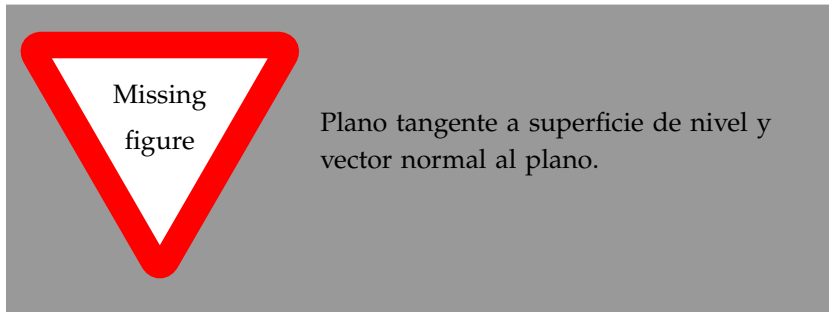 Missing
figure
Plano tangente a superficie de nivel y
vector normal al plano.